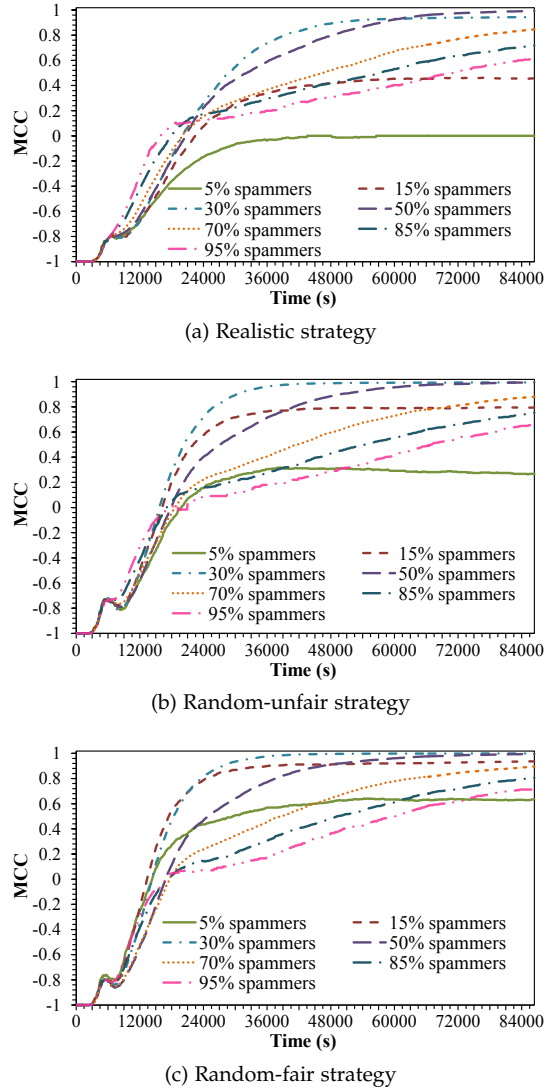 1
0.8
0.6
0.4
0.2
0
-0.2
-0.4
-0.6
-0.8
-1
MCC
5% spammers
15% spammers
30% spammers
50% spammers
70% spammers
85% spammers
95% spammers
0 12000 24000 36000 48000 60000 72000 84000
Time (s)
(a) Realistic strategy
1
0.8
0.6
0.4
0.2
0
-0.2
-0.4
-0.6
-0.8
-1
MCC
5% spammers
15% spammers
30% spammers
50% spammers
70% spammers
85% spammers
95% spammers
0 12000 24000 36000 48000 60000 72000 84000
Time (s)
(b) Random-unfair strategy
1
0.8
0.6
0.4
0.2
0
-0.2
-0.4
-0.6
-0.8
-1
MCC
5% spammers
15% spammers
30% spammers
50% spammers
70% spammers
85% spammers
95% spammers
0 12000 24000 36000 48000 60000 72000 84000
Time (s)
(c) Random-fair strategy